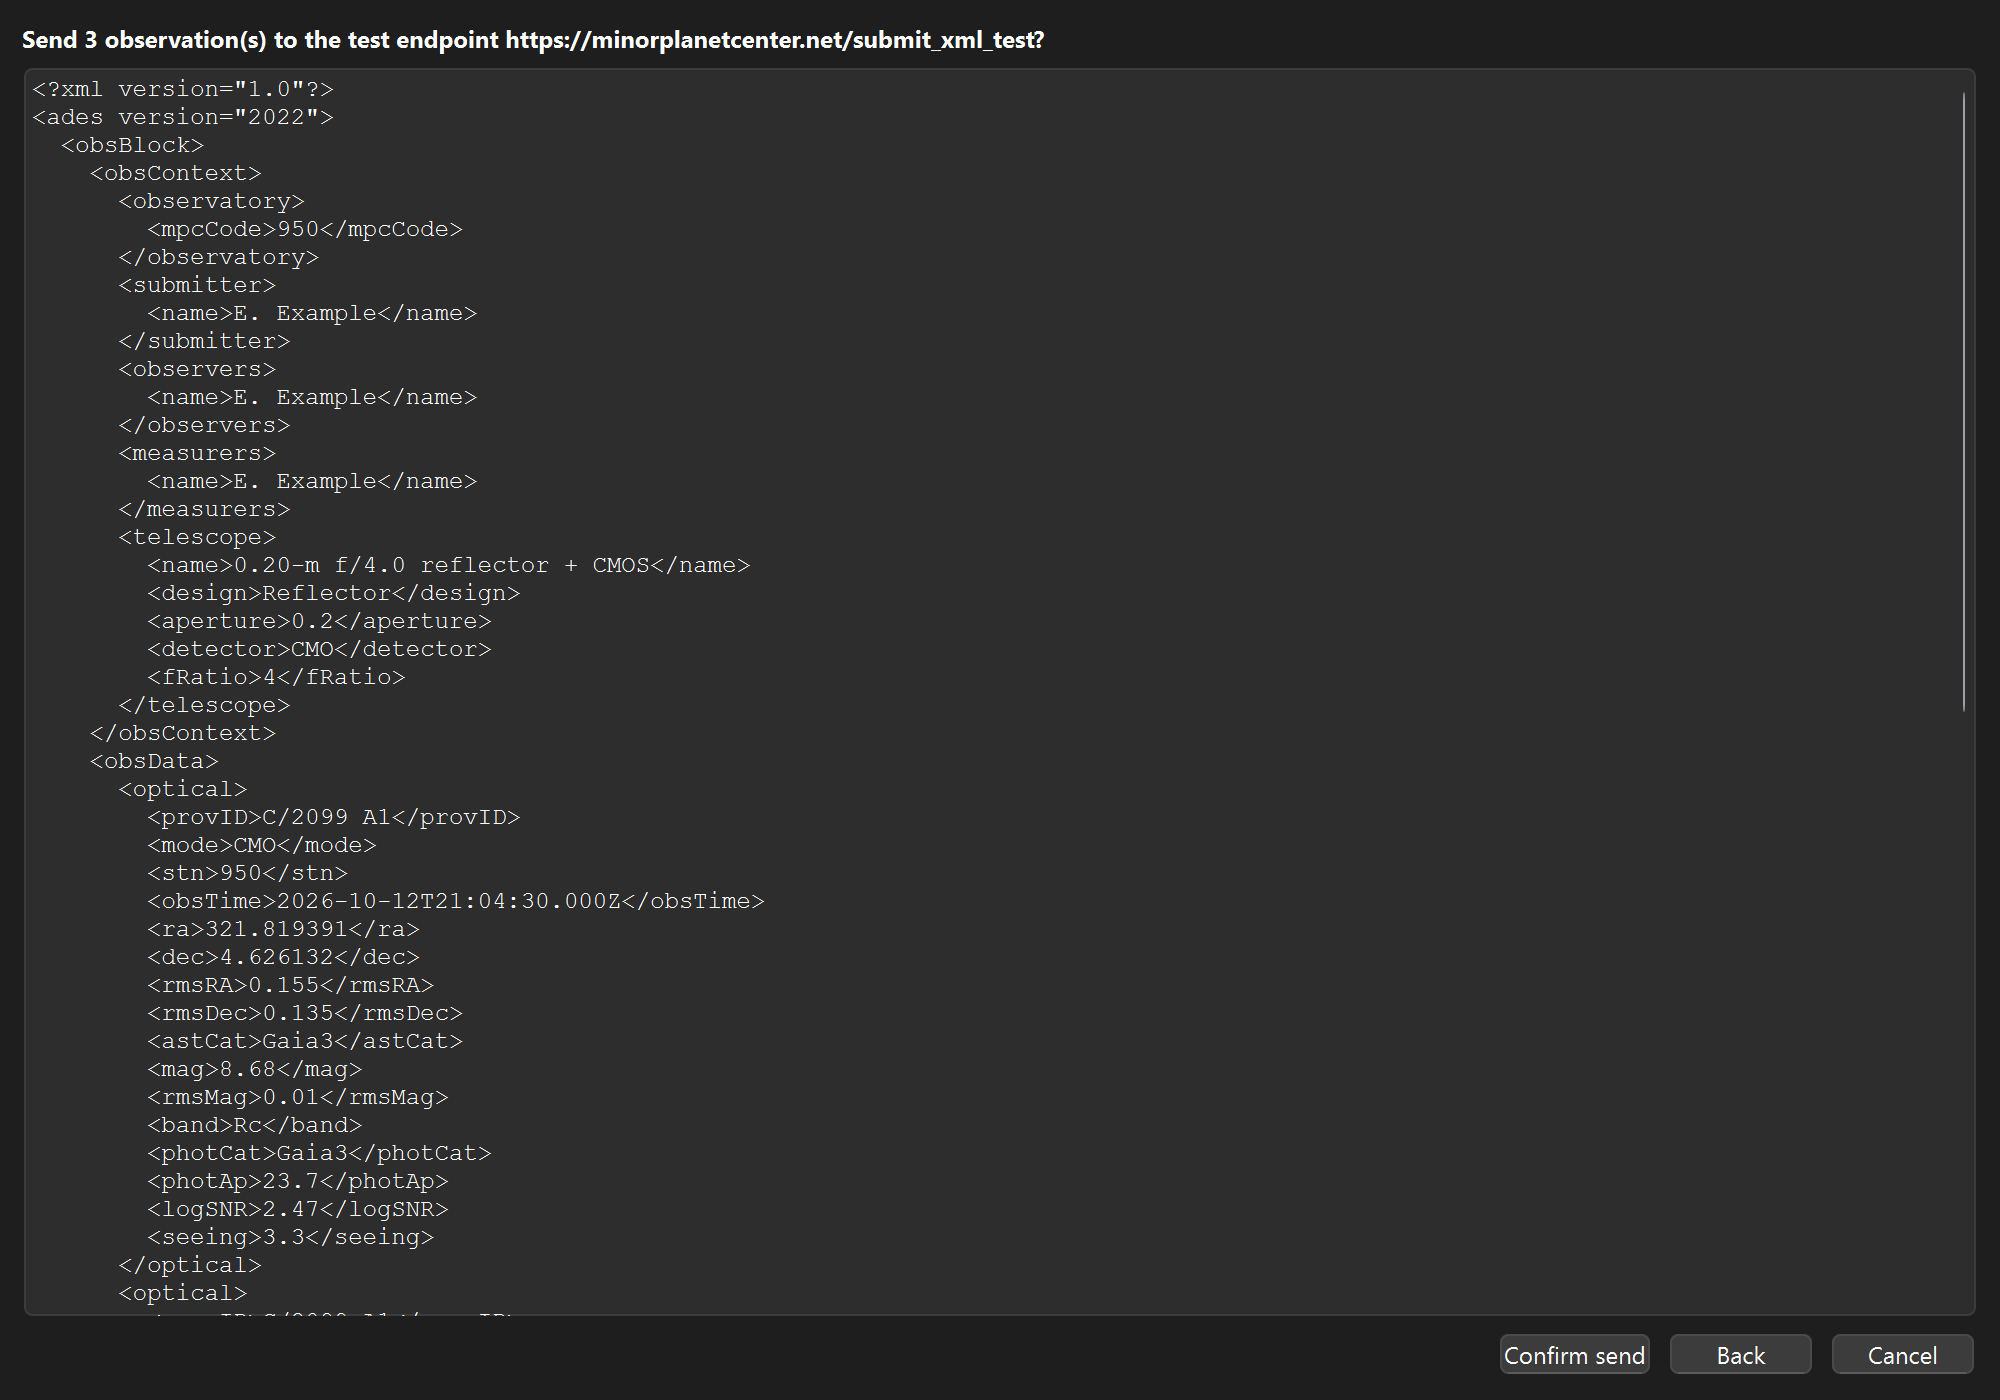 Send 3 observation(s) to the test endpoint https://minorplanetcenter.net/submit_xml_test?
<?xml version="1.0"?>
<ades version="2022">
  <obsBlock>
    <obsContext>
      <observatory>
        <mpcCode>950</mpcCode>
      </observatory>
      <submitter>
        <name>E. Example</name>
      </submitter>
      <observers>
        <name>E. Example</name>
      </observers>
      <measurers>
        <name>E. Example</name>
      </measurers>
      <telescope>
        <name>0.20-m f/4.0 reflector + CMOS</name>
        <design>Reflector</design>
        <aperture>0.2</aperture>
        <detector>CMO</detector>
        <fRatio>4</fRatio>
      </telescope>
    </obsContext>
    <obsData>
      <optical>
        <provID>C/2099 A1</provID>
        <mode>CMO</mode>
        <stn>950</stn>
        <obsTime>2026-10-12T21:04:30.000Z</obsTime>
        <ra>321.819391</ra>
        <dec>4.626132</dec>
        <rmsRA>0.155</rmsRA>
        <rmsDec>0.135</rmsDec>
        <astCat>Gaia3</astCat>
        <mag>8.68</mag>
        <rmsMag>0.01</rmsMag>
        <band>Rc</band>
        <photCat>Gaia3</photCat>
        <photAp>23.7</photAp>
        <logSNR>2.47</logSNR>
        <seeing>3.3</seeing>
      </optical>
      <optical>
Confirm send
Back
Cancel